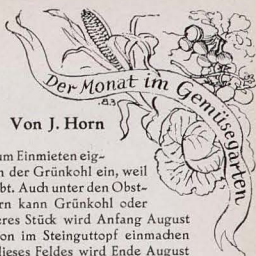 Der Monat im Gemüsegarten
Von J. Horn
um Einmieten eig-
n der Grünkohl ein, weil
bt. Auch unter den Obst-
rn kann Grünkohl oder
eres Stück wird Anfang August
on im Steinguttopf einmachen
dieses Feldes wird Ende August